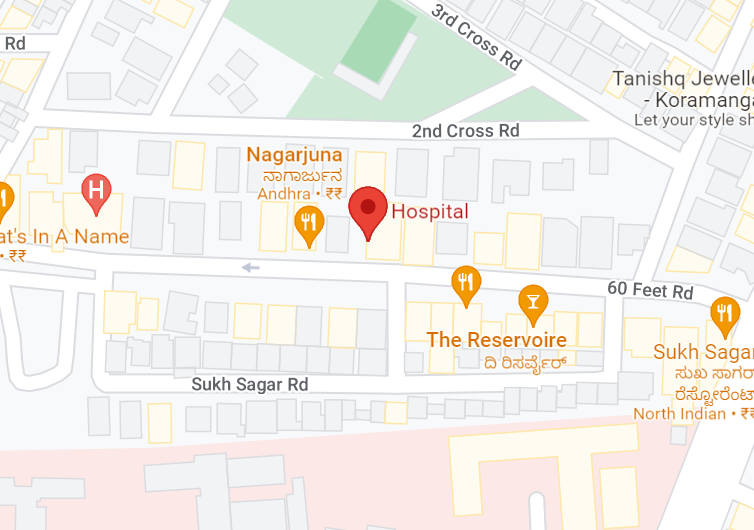 3rd Cross Rd
Rd
Tanishq Jewelle
- Koramanga
Let your style sh
2nd Cross Rd
Nagarjuna
ನಾಗಾರ್ಜುನ
Andhra • ₹₹
H
Hospital
at's In A Name
• ₹₹
60 Feet Rd
The Reservoire
ದಿ ರಿಸರ್ವೈರ್
Sukh Sagar
ಸುಖ ಸಾಗರ
ರೆಸ್ಟೋರೆಂಟ್
North Indian • ₹₹
Sukh Sagar Rd